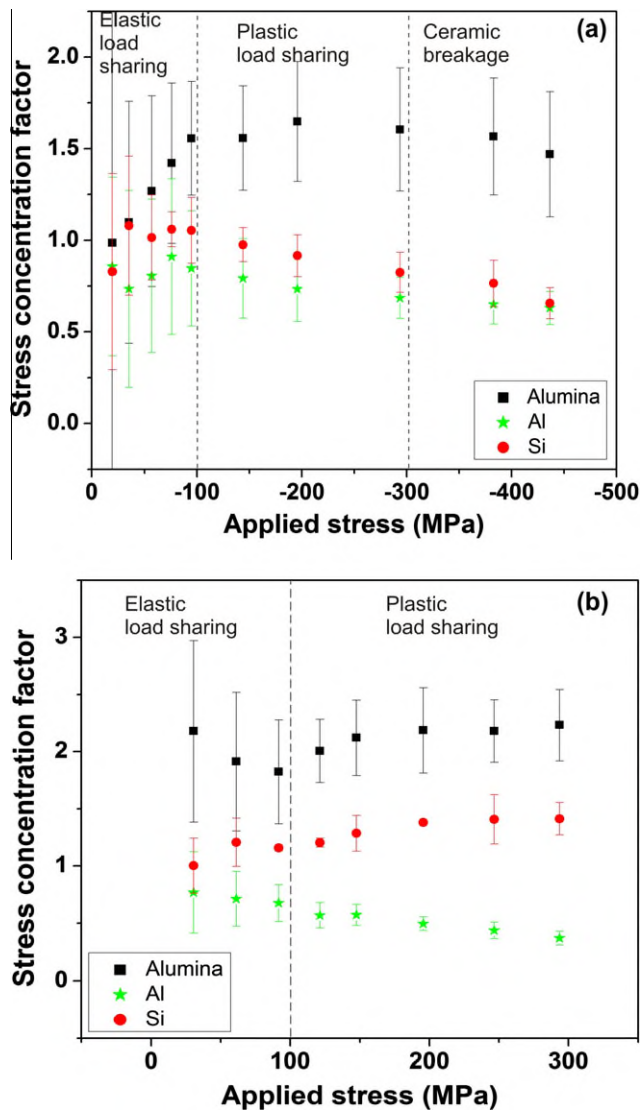 Elastic
load
sharing
Plastic
load sharing
Ceramic
breakage
(a)
2.0
1.5
1.0
0.5
0.0
Stress concentration factor
Alumina
Al
Si
0 -100 -200 -300 -400 -500
Applied stress (MPa)
Elastic
load sharing
Plastic
load sharing
(b)
3
2
1
0
Stress concentration factor
Alumina
Al
Si
0 100 200 300
Applied stress (MPa)